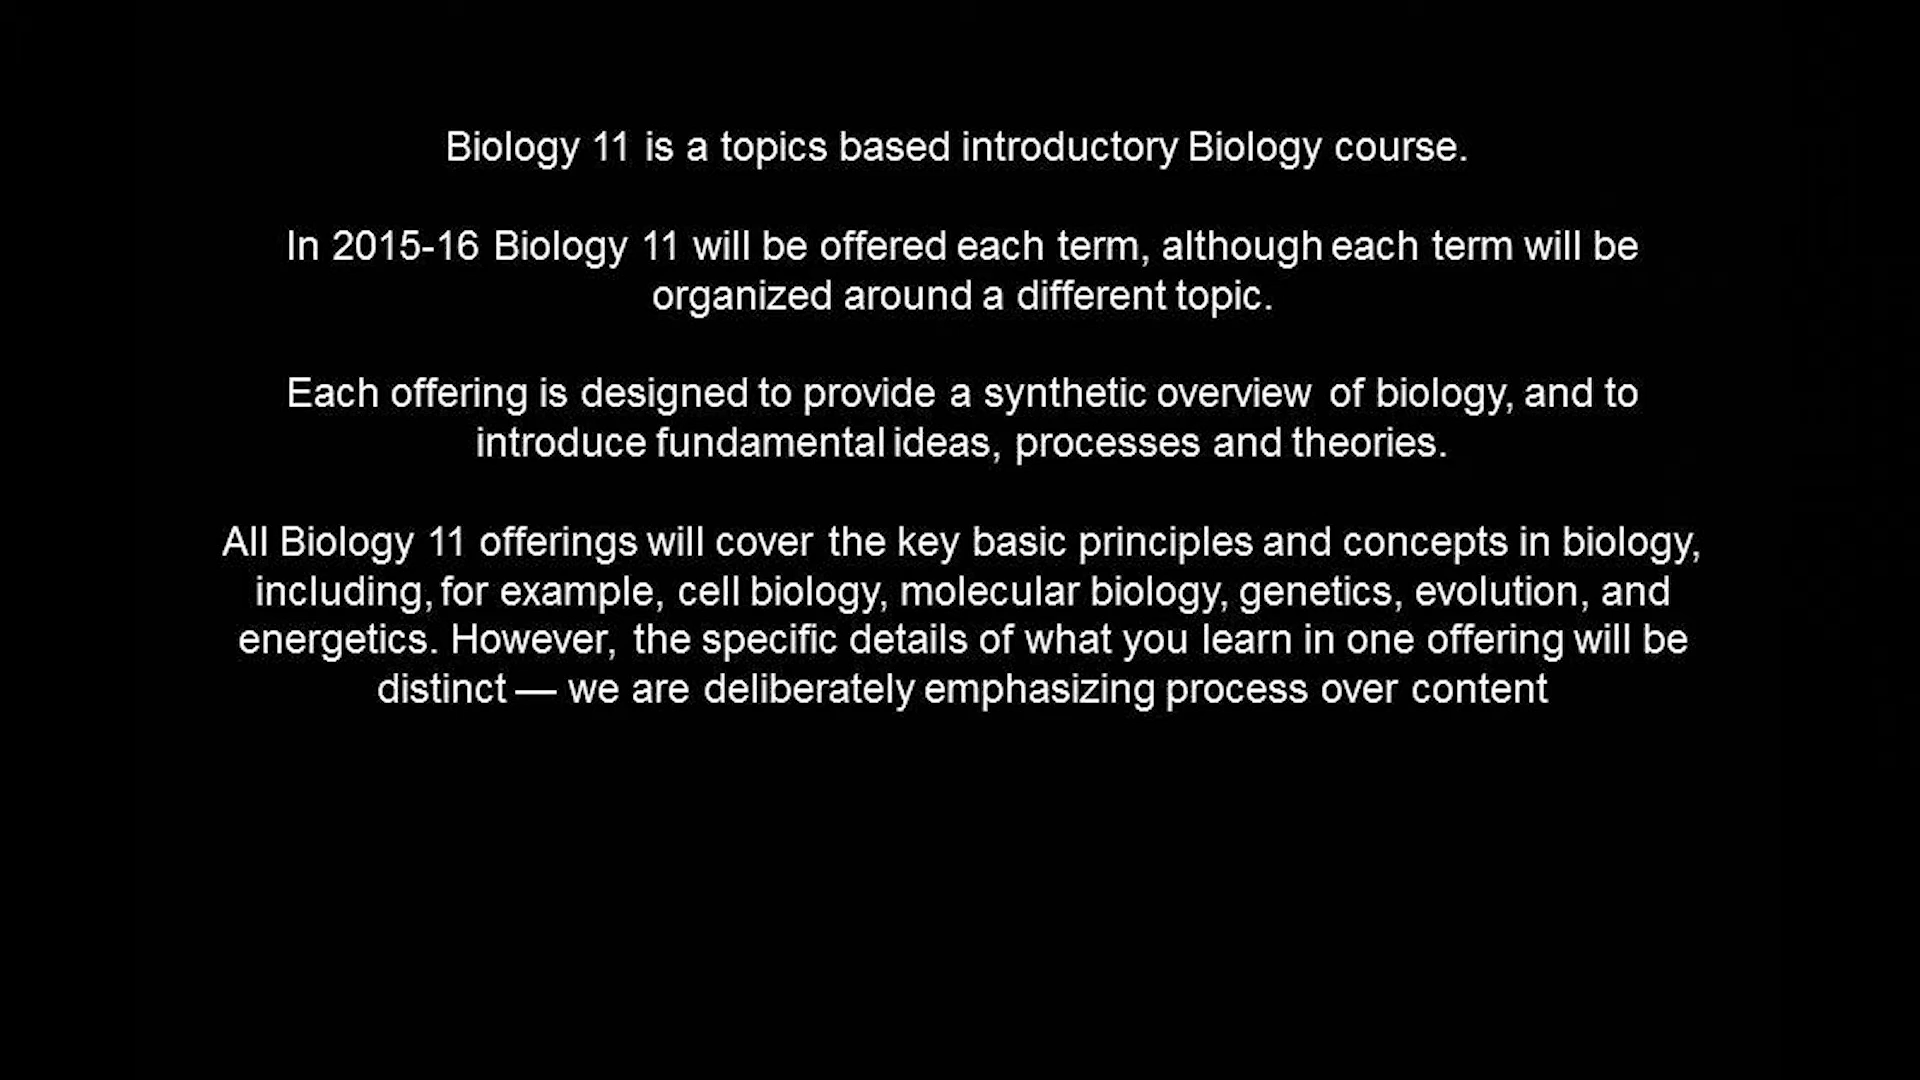 Biology 11 is a topics based introductory Biology course.
In 2015-16 Biology 11 will be offered each term, although each term will be
organized around a different topic.
Each offering is designed to provide a synthetic overview of biology, and to
introduce fundamental ideas, processes and theories.
All Biology 11 offerings will cover the key basic principles and concepts in biology,
including, for example, cell biology, molecular biology, genetics, evolution, and
energetics. However, the specific details of what you learn in one offering will be
distinct — we are deliberately emphasizing process over content